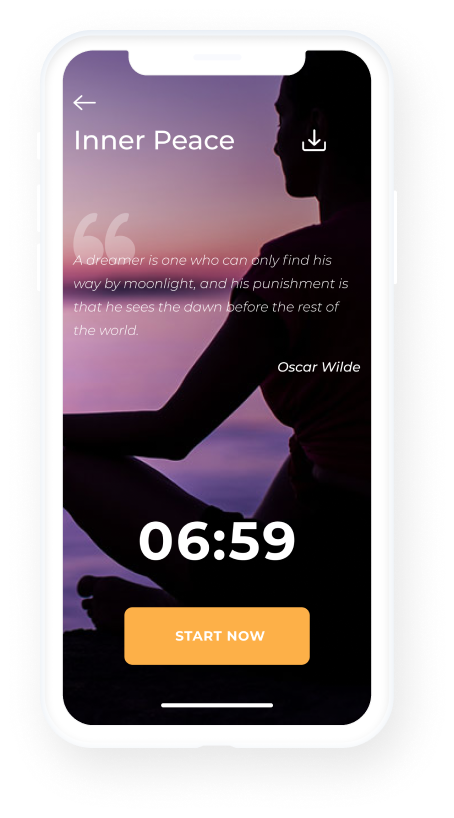 Inner Peace
A dreamer is one who can only find his
way by moonlight, and his punishment is
that he sees the dawn before the rest of
the world.
Oscar Wilde
06:59
START NOW